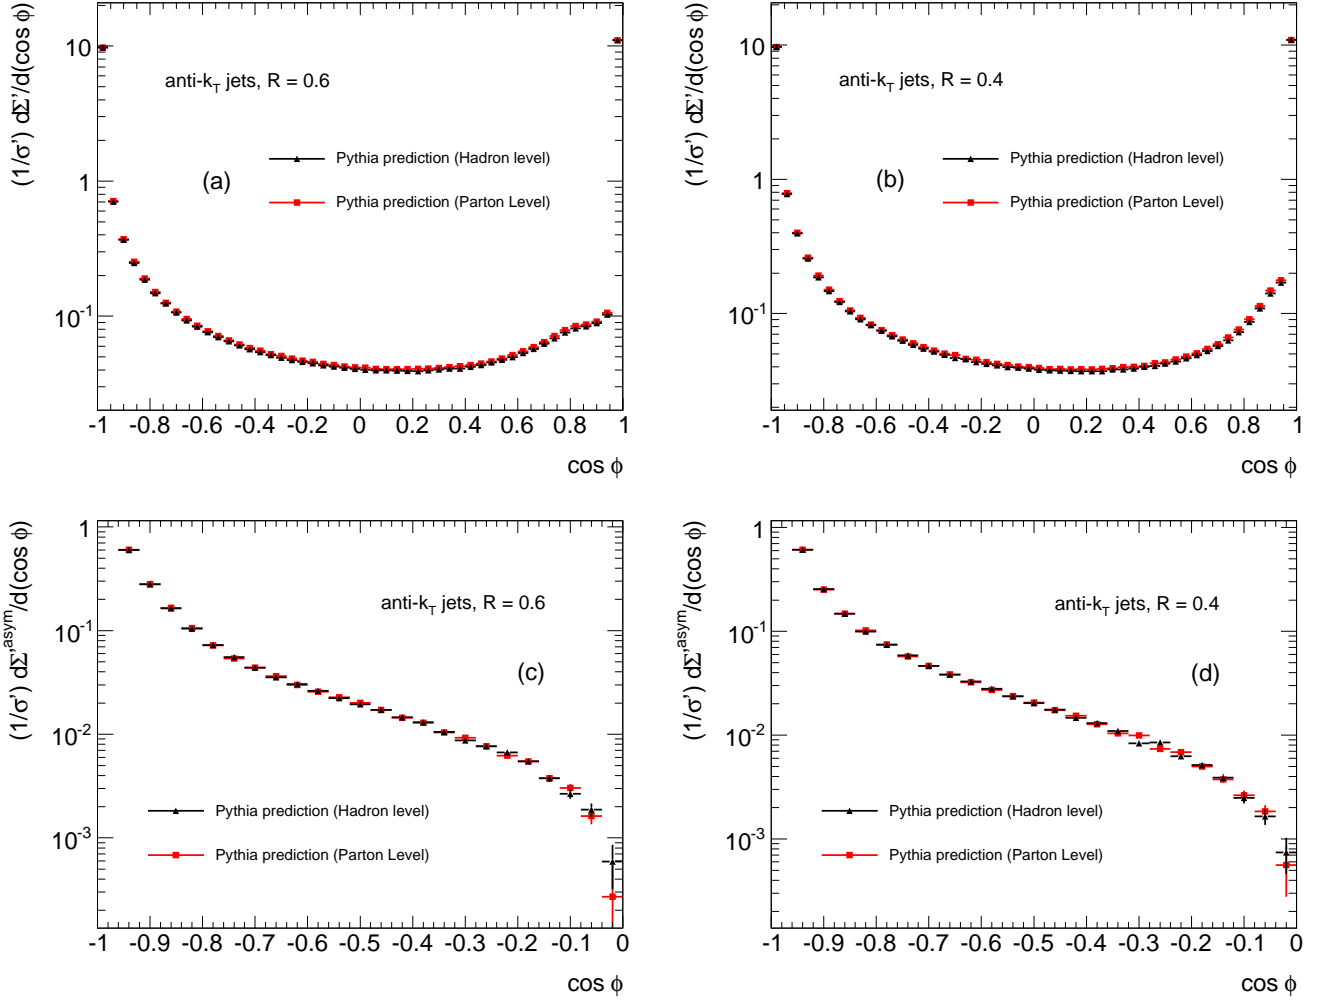 (1/σ') dΣ'/d(cos φ)
10
1
10⁻¹
anti-k_T jets, R = 0.6
Pythia prediction (Hadron level)
(a)
Pythia prediction (Parton Level)
-1 -0.8 -0.6 -0.4 -0.2 0 0.2 0.4 0.6 0.8 1
cos φ
(1/σ') dΣ'/d(cos φ)
10
1
10⁻¹
anti-k_T jets, R = 0.4
Pythia prediction (Hadron level)
(b)
Pythia prediction (Parton Level)
-1 -0.8 -0.6 -0.4 -0.2 0 0.2 0.4 0.6 0.8 1
cos φ
(1/σ') dΣ'^asym/d(cos φ)
1
10⁻¹
10⁻²
10⁻³
anti-k_T jets, R = 0.6
(c)
Pythia prediction (Hadron level)
Pythia prediction (Parton Level)
-1 -0.9 -0.8 -0.7 -0.6 -0.5 -0.4 -0.3 -0.2 -0.1 0
cos φ
(1/σ') dΣ'^asym/d(cos φ)
1
10⁻¹
10⁻²
10⁻³
anti-k_T jets, R = 0.4
(d)
Pythia prediction (Hadron level)
Pythia prediction (Parton Level)
-1 -0.9 -0.8 -0.7 -0.6 -0.5 -0.4 -0.3 -0.2 -0.1 0
cos φ